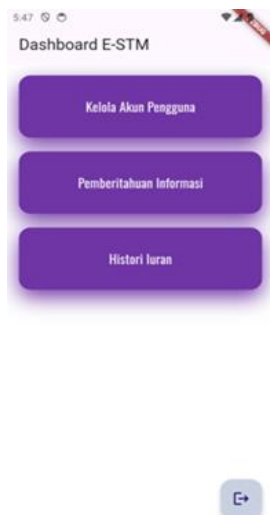 5:47
Dashboard E-STM
Kelola Akun Pengguna
Pemberitahuan Informasi
Histori Iuran